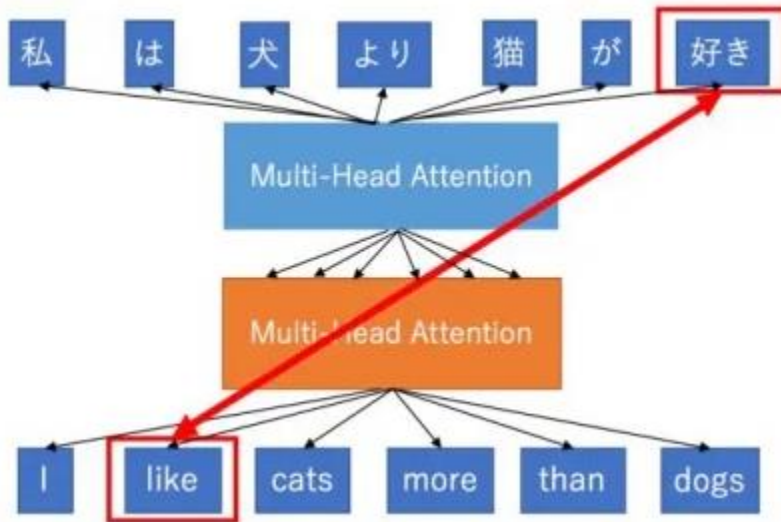 私 は 犬 より 猫 が 好き
Multi-Head Attention
Multi-Head Attention
I like cats more than dogs